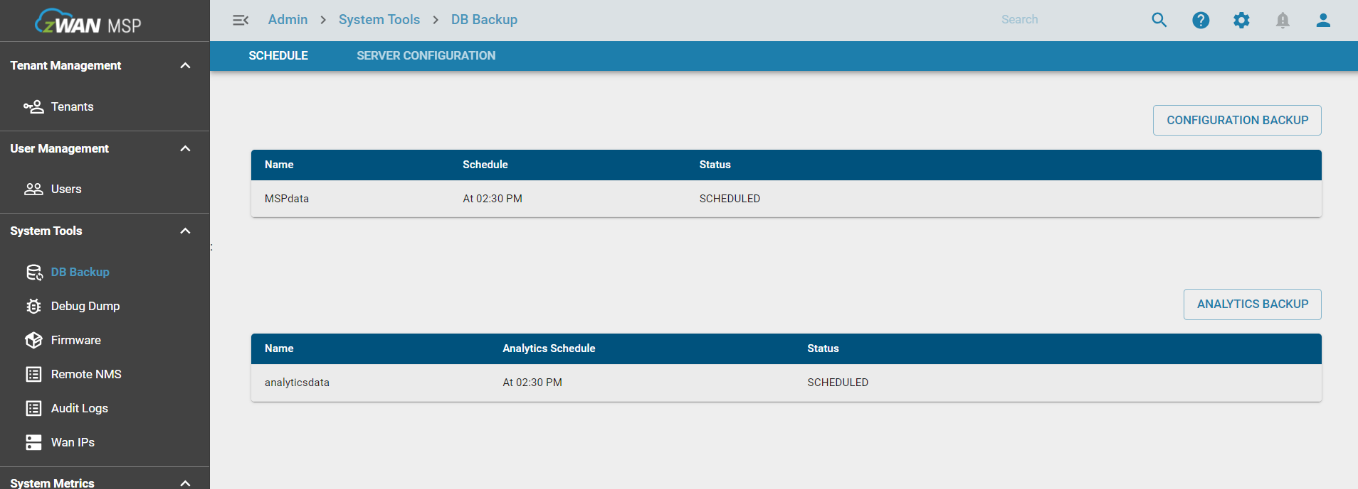 zWAN MSP
Admin > System Tools > DB Backup
Search
SCHEDULE SERVER CONFIGURATION
Tenant Management
Tenants
User Management
Users
System Tools
DB Backup
Debug Dump
Firmware
Remote NMS
Audit Logs
Wan IPs
System Metrics
CONFIGURATION BACKUP
Name Schedule Status
MSPdata At 02:30 PM SCHEDULED
ANALYTICS BACKUP
Name Analytics Schedule Status
analyticsdata At 02:30 PM SCHEDULED